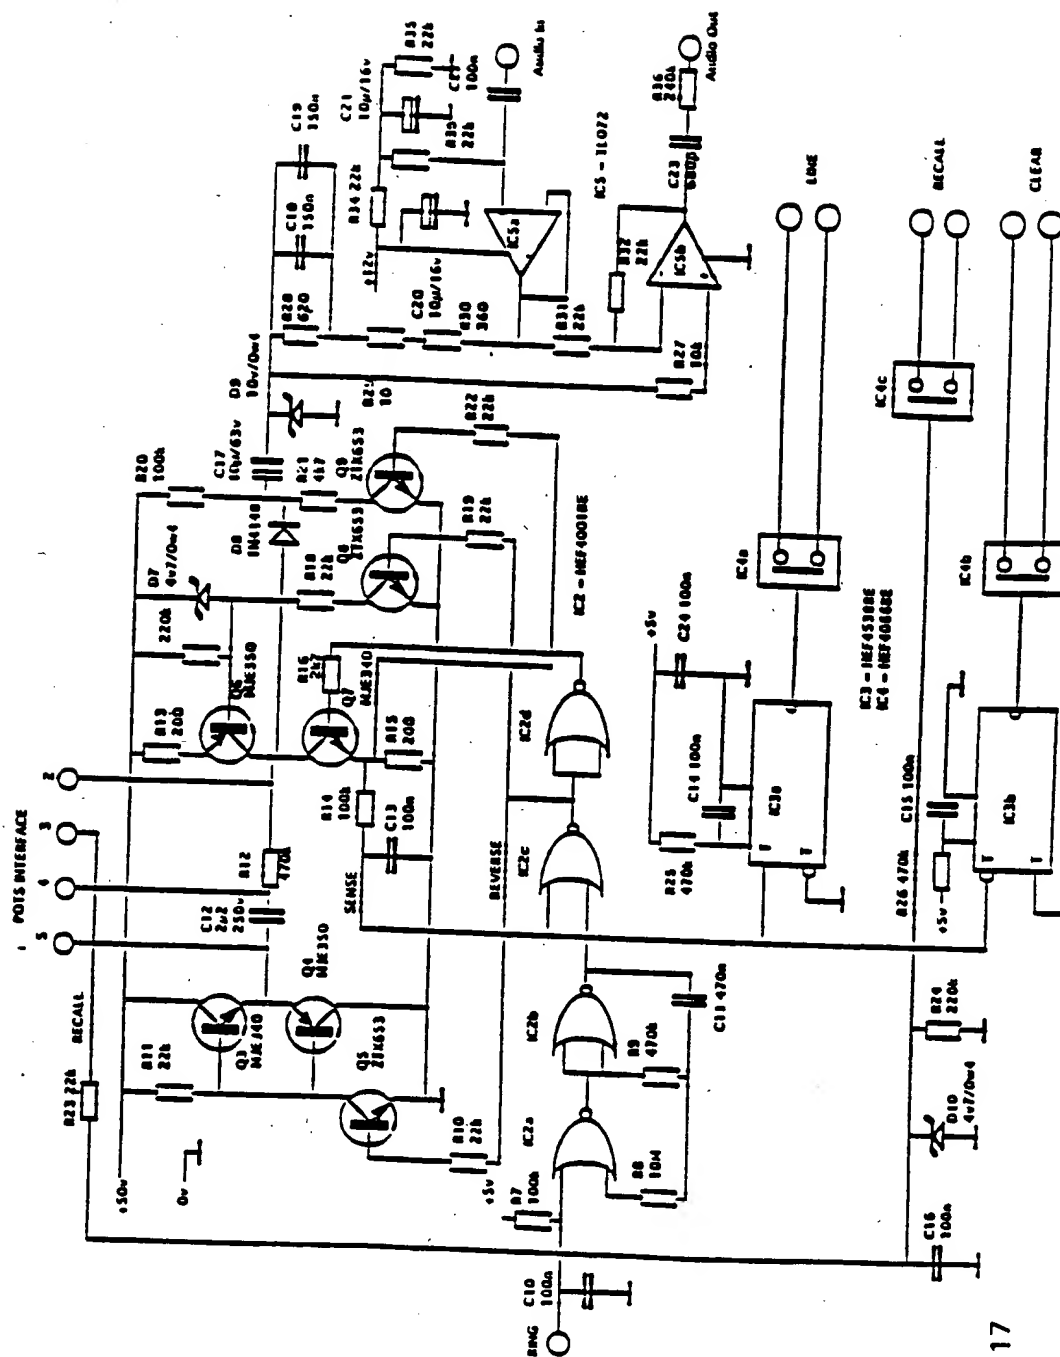 POTS INTERFACE
5
4
3
2
RECALL
R23 22k
+50v
0v
R11
22k
Q3
MJE340
Q4
MJE350
Q5
ZTX653
R10
22k
+5v
C12
2µ2
250v
R12
470k
SENSE
R14
100k
C13
100n
REVERSE
R13
200
Q6
MJE350
220k
D7
4v7/0w4
R16
2k7
Q7
MJE340
R15
200
R18
22k
Q8
ZTX653
D8
1N4148
R20
100k
C17
10µ/63v
R21
4k7
Q9
ZTX653
R19
22k
R22
22k
D9
10v/0w4
R29
10
R28
620
C18
150n
C19
150n
C20
10µ/16v
R30
360
R31
22k
R27
10k
+12v
R34 22k
C21
10µ/16v
R35
22k
R39
22k
100n
Audio In
IC5a
R32
22k
IC5 - TL072
IC5b
C23
680p
R36
240k
Audio Out
RING
C10
100n
R7
100k
IC2a
R8
10M
IC2b
R9
470k
C11 470n
IC2c
IC2d
IC2 - HEF4001BE
+5v
C24 100n
R25
470k
C14 100n
IC3a
T
T
IC4a
LINE
IC3 - HEF4538BE
IC4 - HEF4066BE
C16
100n
D10
4v7/0w4
R24
220k
R26 470k
+5v
C15 100n
IC3b
T
T
IC4c
RECALL
IC4b
CLEAR
17